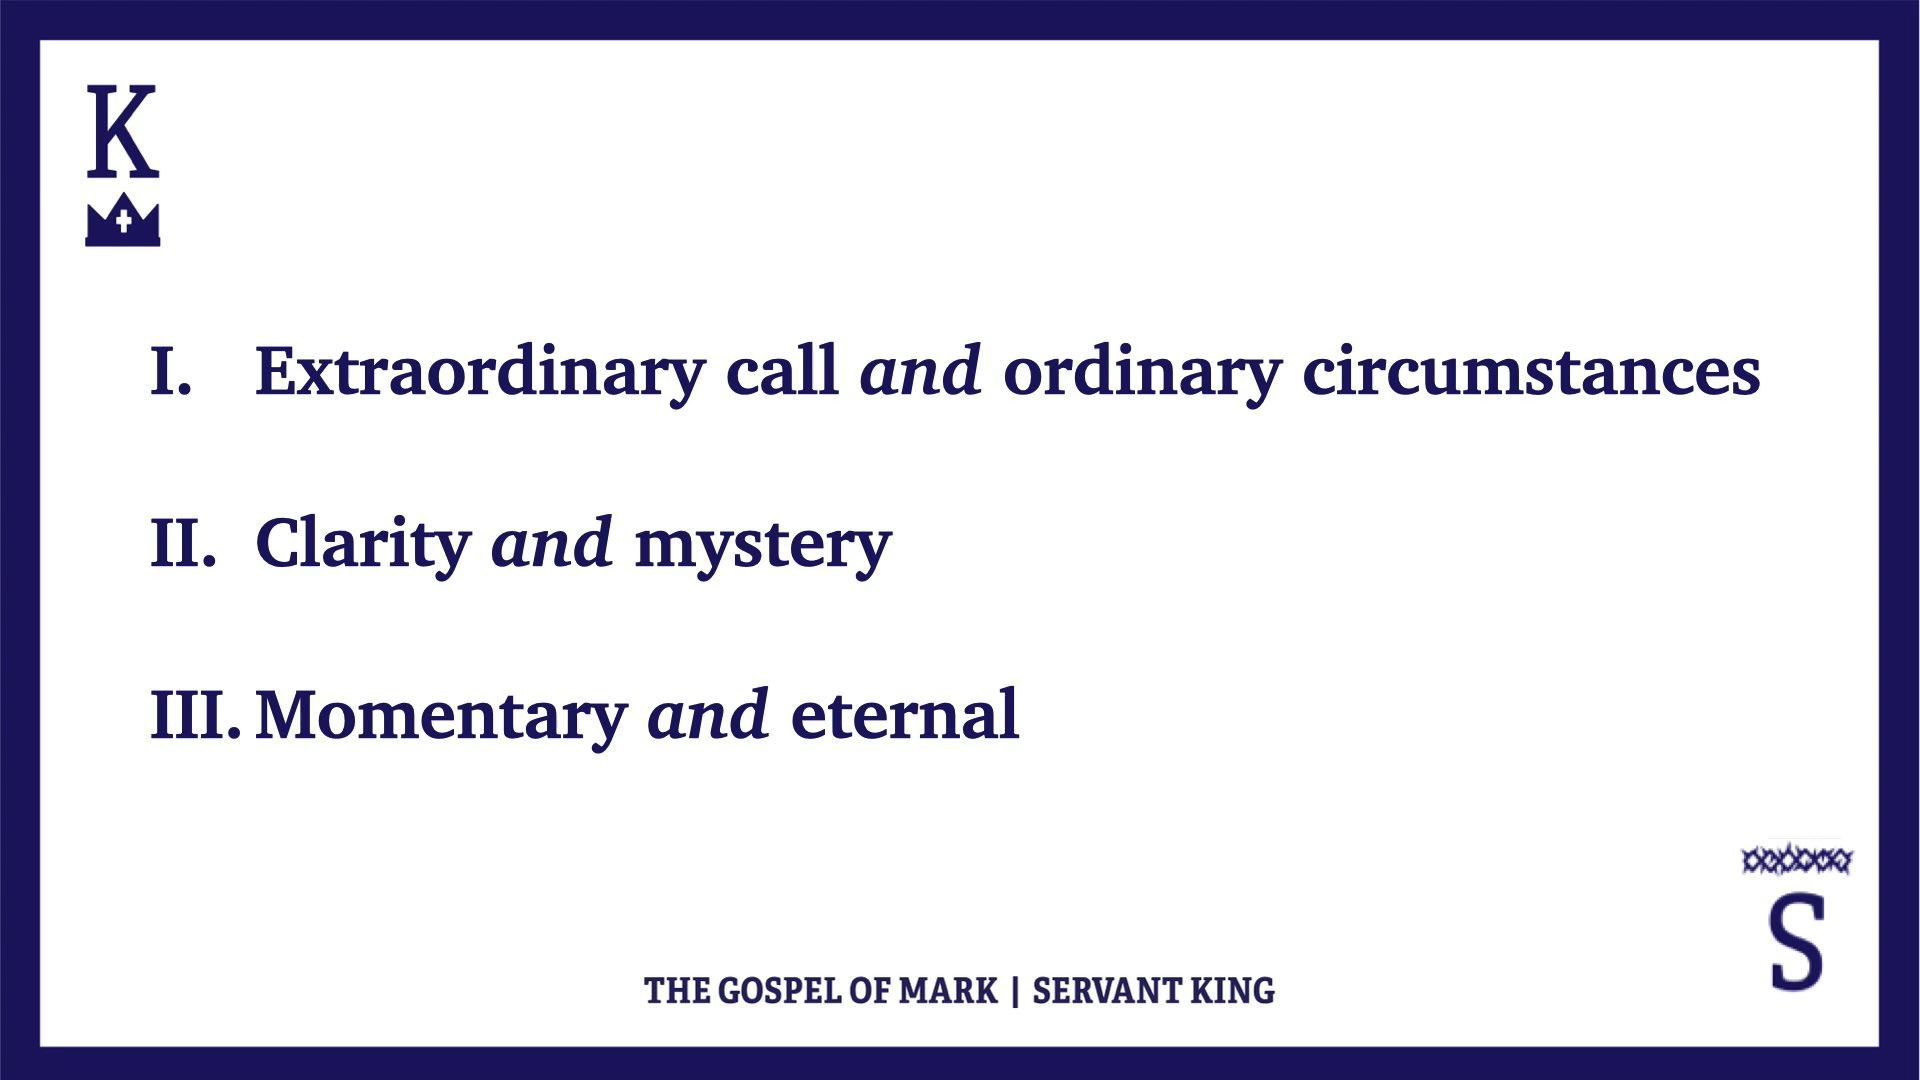 K
I. Extraordinary call and ordinary circumstances
II. Clarity and mystery
III. Momentary and eternal
S
THE GOSPEL OF MARK | SERVANT KING